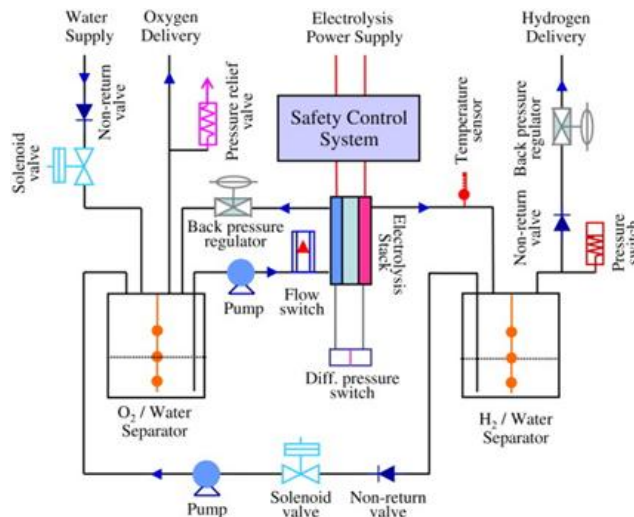 Water
Supply
Oxygen
Delivery
Electrolysis
Power Supply
Hydrogen
Delivery
Non-return
valve
Pressure relief
valve
Safety Control
System
Temperature
sensor
Back pressure
regulator
Solenoid
valve
Back pressure
regulator
Electrolysis
Stack
Non-return
valve
Pressure
switch
Pump
Flow
switch
Diff. pressure
switch
O2 / Water
Separator
H2 / Water
Separator
Pump
Solenoid
valve
Non-return
valve